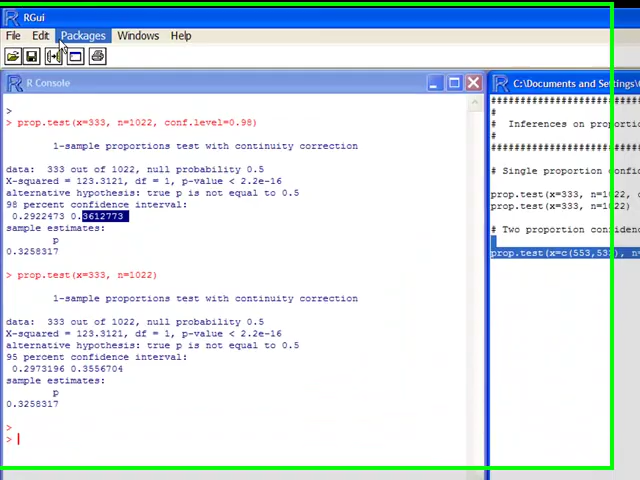 RGui
File Edit Packages Windows Help
R Console
C:\Documents and Settings\
>
> prop.test(x=333, n=1022, conf.level=0.98)
1-sample proportions test with continuity correction
data: 333 out of 1022, null probability 0.5
X-squared = 123.3121, df = 1, p-value < 2.2e-16
alternative hypothesis: true p is not equal to 0.5
98 percent confidence interval:
0.2922473 0.3612773
sample estimates:
p
0.3258317
> prop.test(x=333, n=1022)
1-sample proportions test with continuity correction
data: 333 out of 1022, null probability 0.5
X-squared = 123.3121, df = 1, p-value < 2.2e-16
alternative hypothesis: true p is not equal to 0.5
95 percent confidence interval:
0.2973196 0.3556704
sample estimates:
p
0.3258317
>
>
##########################
#
# Inferences on proportio
#
##########################
# Single proportion confid
prop.test(x=333, n=1022, c
prop.test(x=333, n=1022)
# Two proportion confidenc
prop.test(x=c(553,53), n=